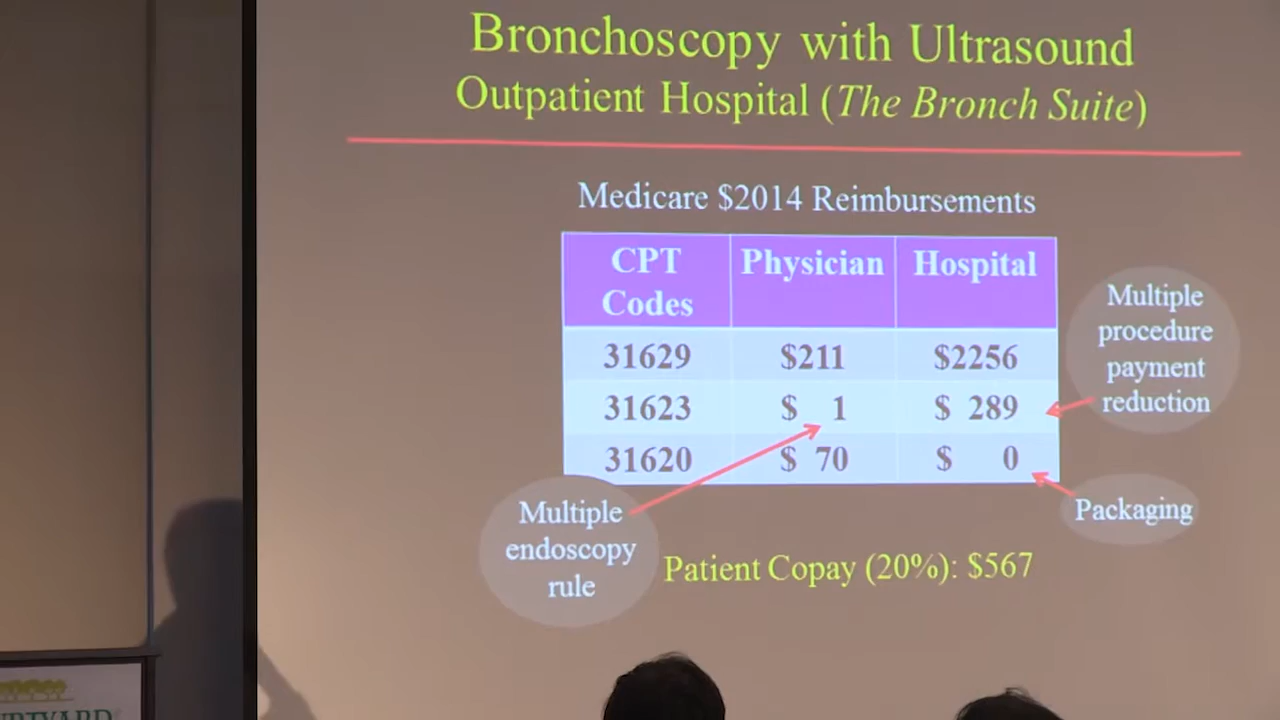 Bronchoscopy with Ultrasound
Outpatient Hospital (The Bronch Suite)
Medicare $2014 Reimbursements
CPT Codes Physician Hospital
31629 $211 $2256
31623 $ 1 $ 289
31620 $ 70 $ 0
Multiple
procedure
payment
reduction
Packaging
Multiple
endoscopy
rule
Patient Copay (20%): $567